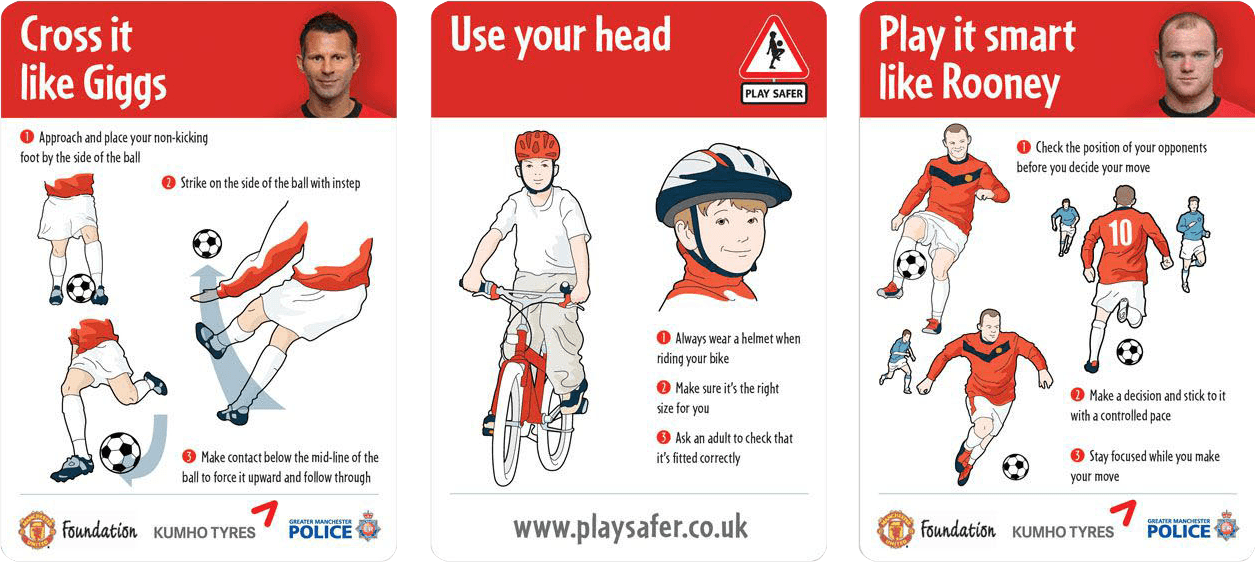 Cross it
like Giggs
1 Approach and place your non-kicking
foot by the side of the ball
2 Strike on the side of the ball with instep
3 Make contact below the mid-line of the
ball to force it upward and follow through
MANCHESTER
UNITED
Foundation
KUMHO TYRES
GREATER MANCHESTER
POLICE
Use your head
PLAY SAFER
1 Always wear a helmet when
riding your bike
2 Make sure it's the right
size for you
3 Ask an adult to check that
it's fitted correctly
www.playsafer.co.uk
Play it smart
like Rooney
1 Check the position of your opponents
before you decide your move
10
2 Make a decision and stick to it
with a controlled pace
3 Stay focused while you make
your move
MANCHESTER
UNITED
Foundation
KUMHO TYRES
GREATER MANCHESTER
POLICE